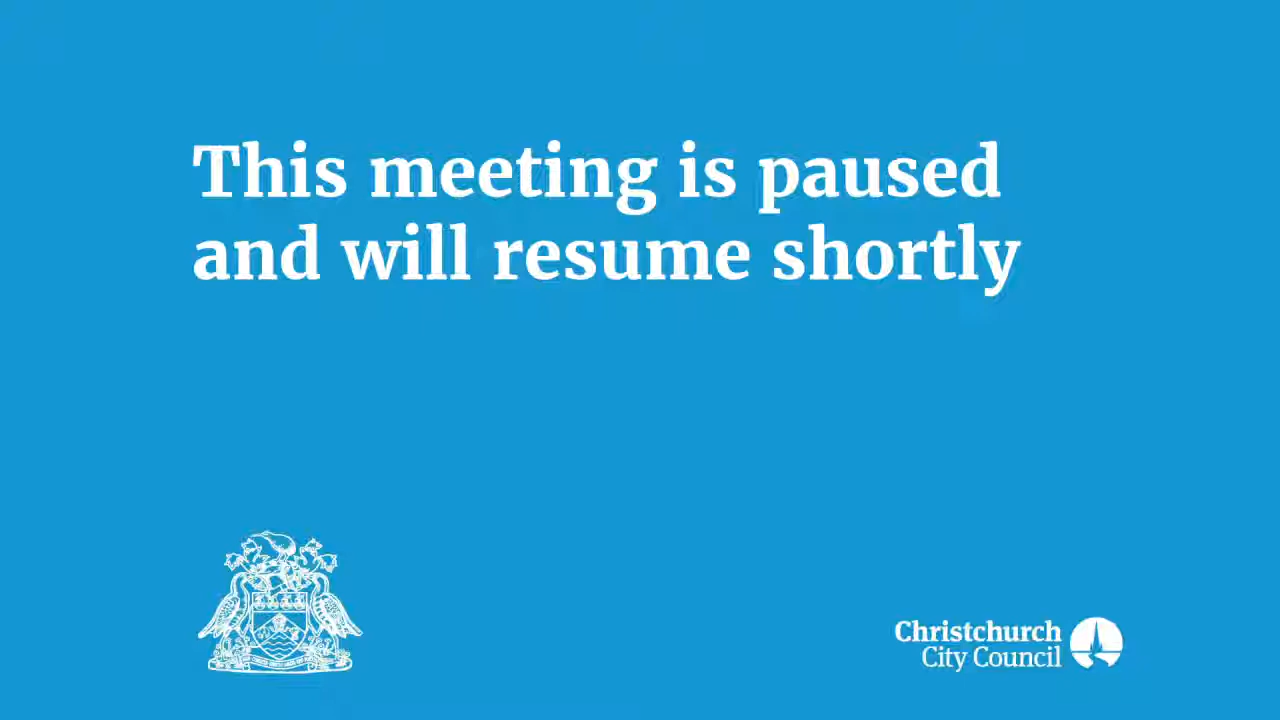 This meeting is paused
and will resume shortly
Christchurch
City Council